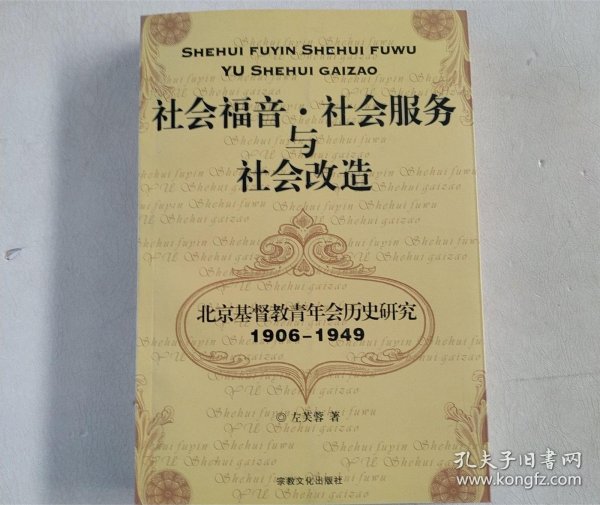 SHEHUI FUYIN SHEHUI FUWU
YU SHEHUI GAIZAO
社会福音·社会服务
与
社会改造
北京基督教青年会历史研究
1906-1949
◎左芙蓉 著
宗教文化出版社
孔夫子旧书网
www.kongfz.com